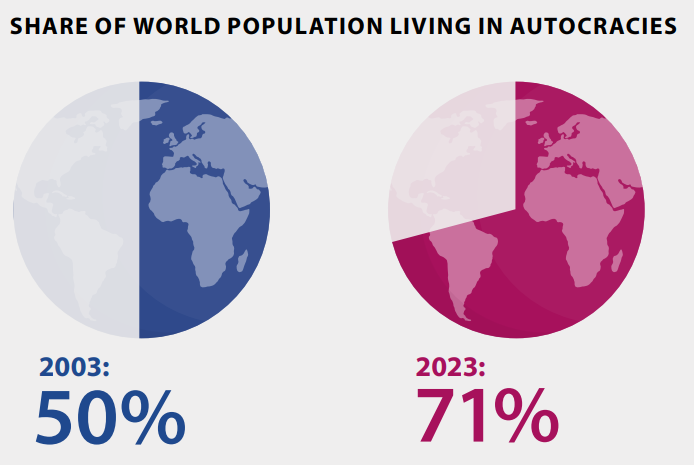 SHARE OF WORLD POPULATION LIVING IN AUTOCRACIES
2003:
50%
2023:
71%